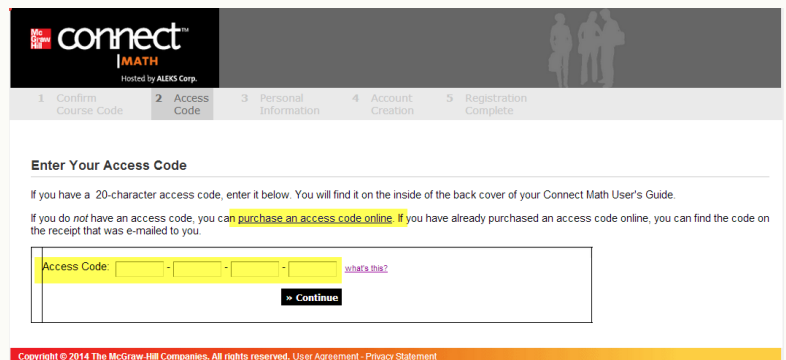 Mc
Graw
Hill
connect™
MATH
Hosted by ALEKS Corp.
1 Confirm Course Code
2 Access Code
3 Personal Information
4 Account Creation
5 Registration Complete
Enter Your Access Code
If you have a 20-character access code, enter it below. You will find it on the inside of the back cover of your Connect Math User's Guide.
If you do not have an access code, you can purchase an access code online. If you have already purchased an access code online, you can find the code on
the receipt that was e-mailed to you.
Access Code: - - - what's this?
» Continue
Copyright © 2014 The McGraw-Hill Companies. All rights reserved. User Agreement - Privacy Statement